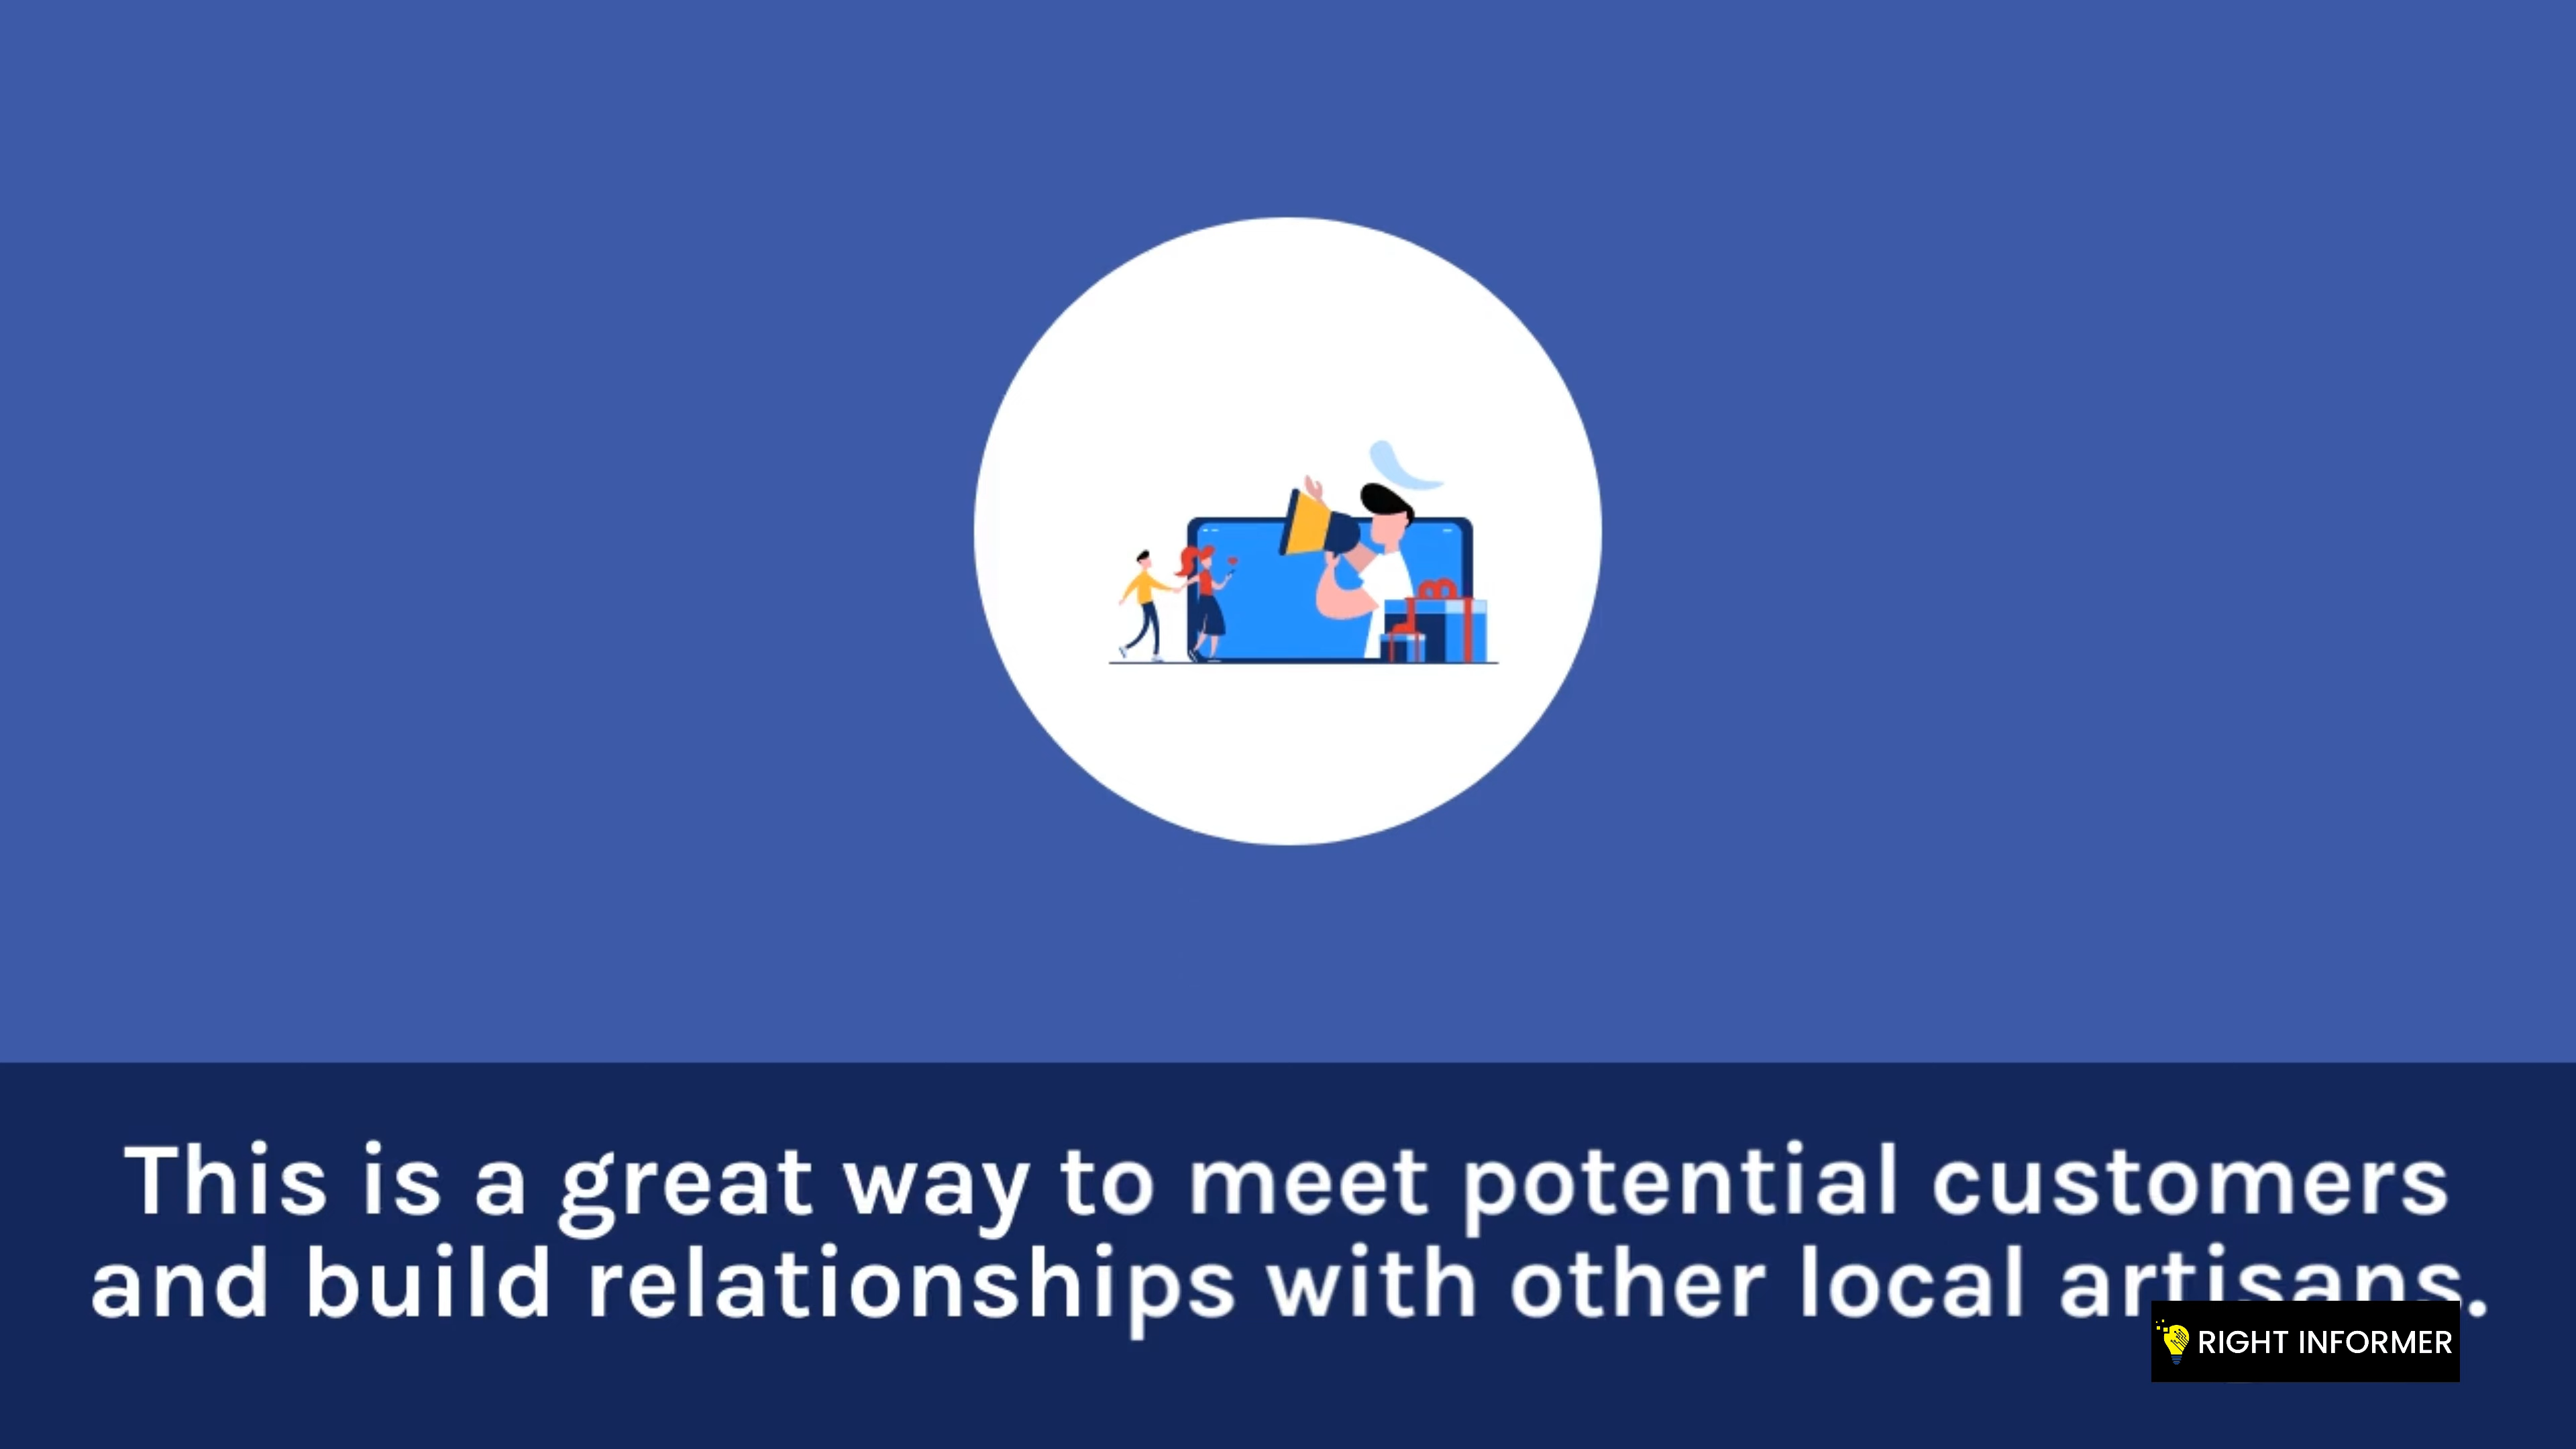 This is a great way to meet potential customers
and build relationships with other local artisans.
RIGHT INFORMER